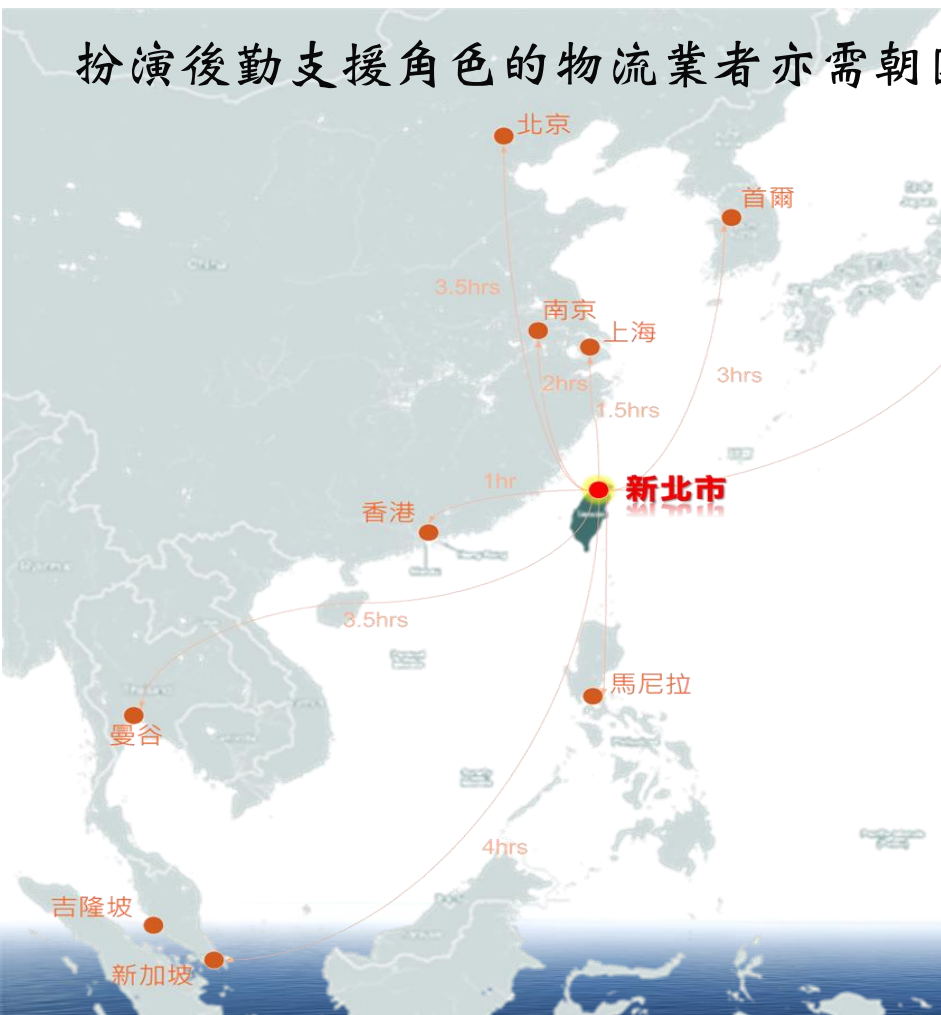 扮演後勤支援角色的物流業者亦需朝
北京
首爾
3.5hrs
南京
上海
2hrs
3hrs
1.5hrs
1hr
新北市
香港
3.5hrs
馬尼拉
曼谷
4hrs
吉隆坡
新加坡